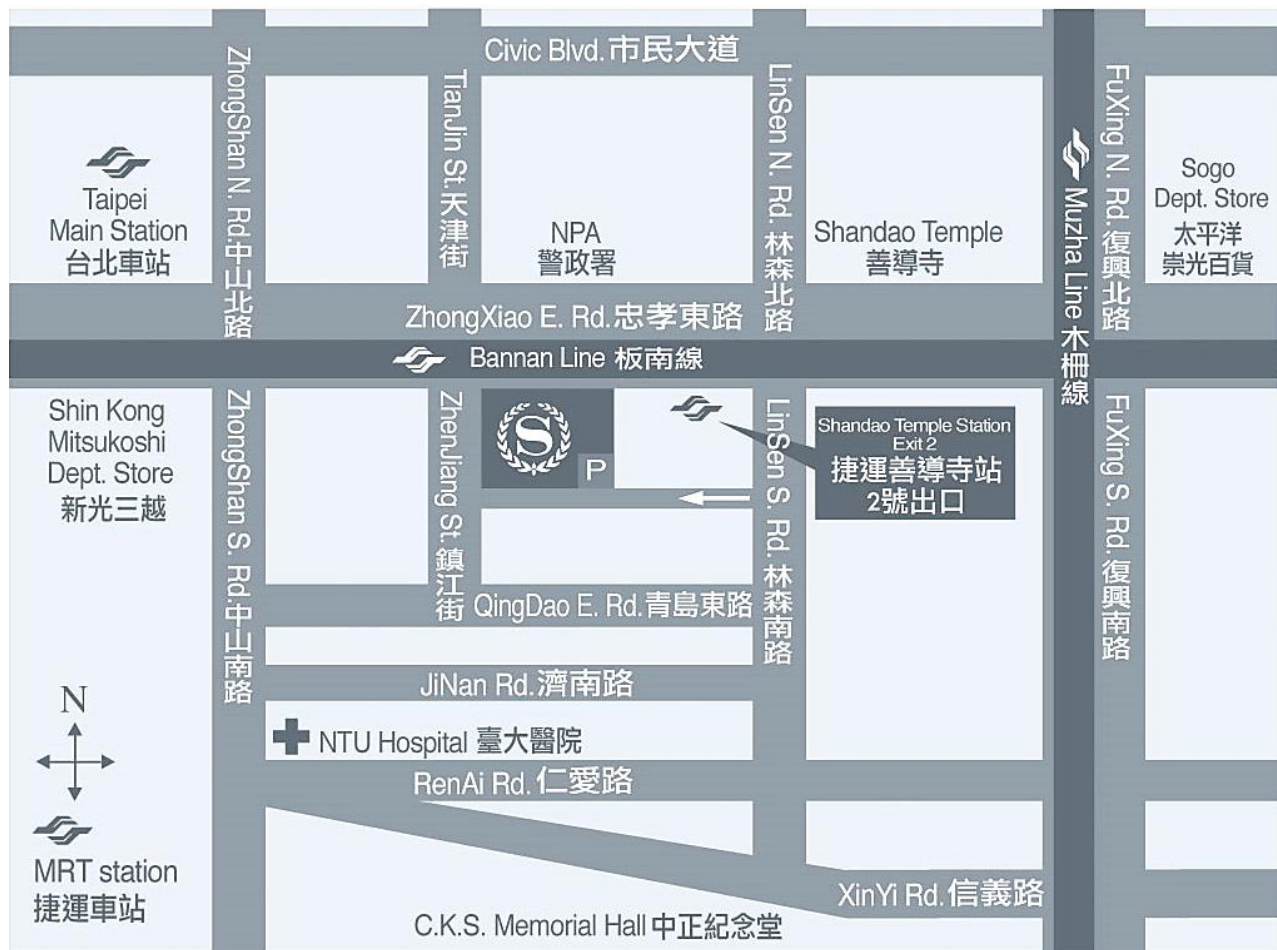 Civic Blvd.市民大道
ZhongShan N. Rd.中山北路
TianJin St.天津街
LinSen N. Rd. 林森北路
Muzha Line 木柵線
FuXing N. Rd.復興北路
Taipei
Main Station
台北車站
NPA
警政署
Shandao Temple
善導寺
Sogo
Dept. Store
太平洋
崇光百貨
ZhongXiao E. Rd.忠孝東路
Bannan Line 板南線
Shin Kong
Mitsukoshi
Dept. Store
新光三越
ZhongShan S. Rd.中山南路
ZhenJiang St.鎮江街
S
P
LinSen S. Rd.林森南路
Shandao Temple Station
Exit 2
捷運善導寺站
2號出口
FuXing S. Rd.復興南路
QingDao E. Rd.青島東路
JiNan Rd.濟南路
NTU Hospital 臺大醫院
RenAi Rd.仁愛路
XinYi Rd.信義路
C.K.S. Memorial Hall 中正紀念堂
N
MRT station
捷運車站